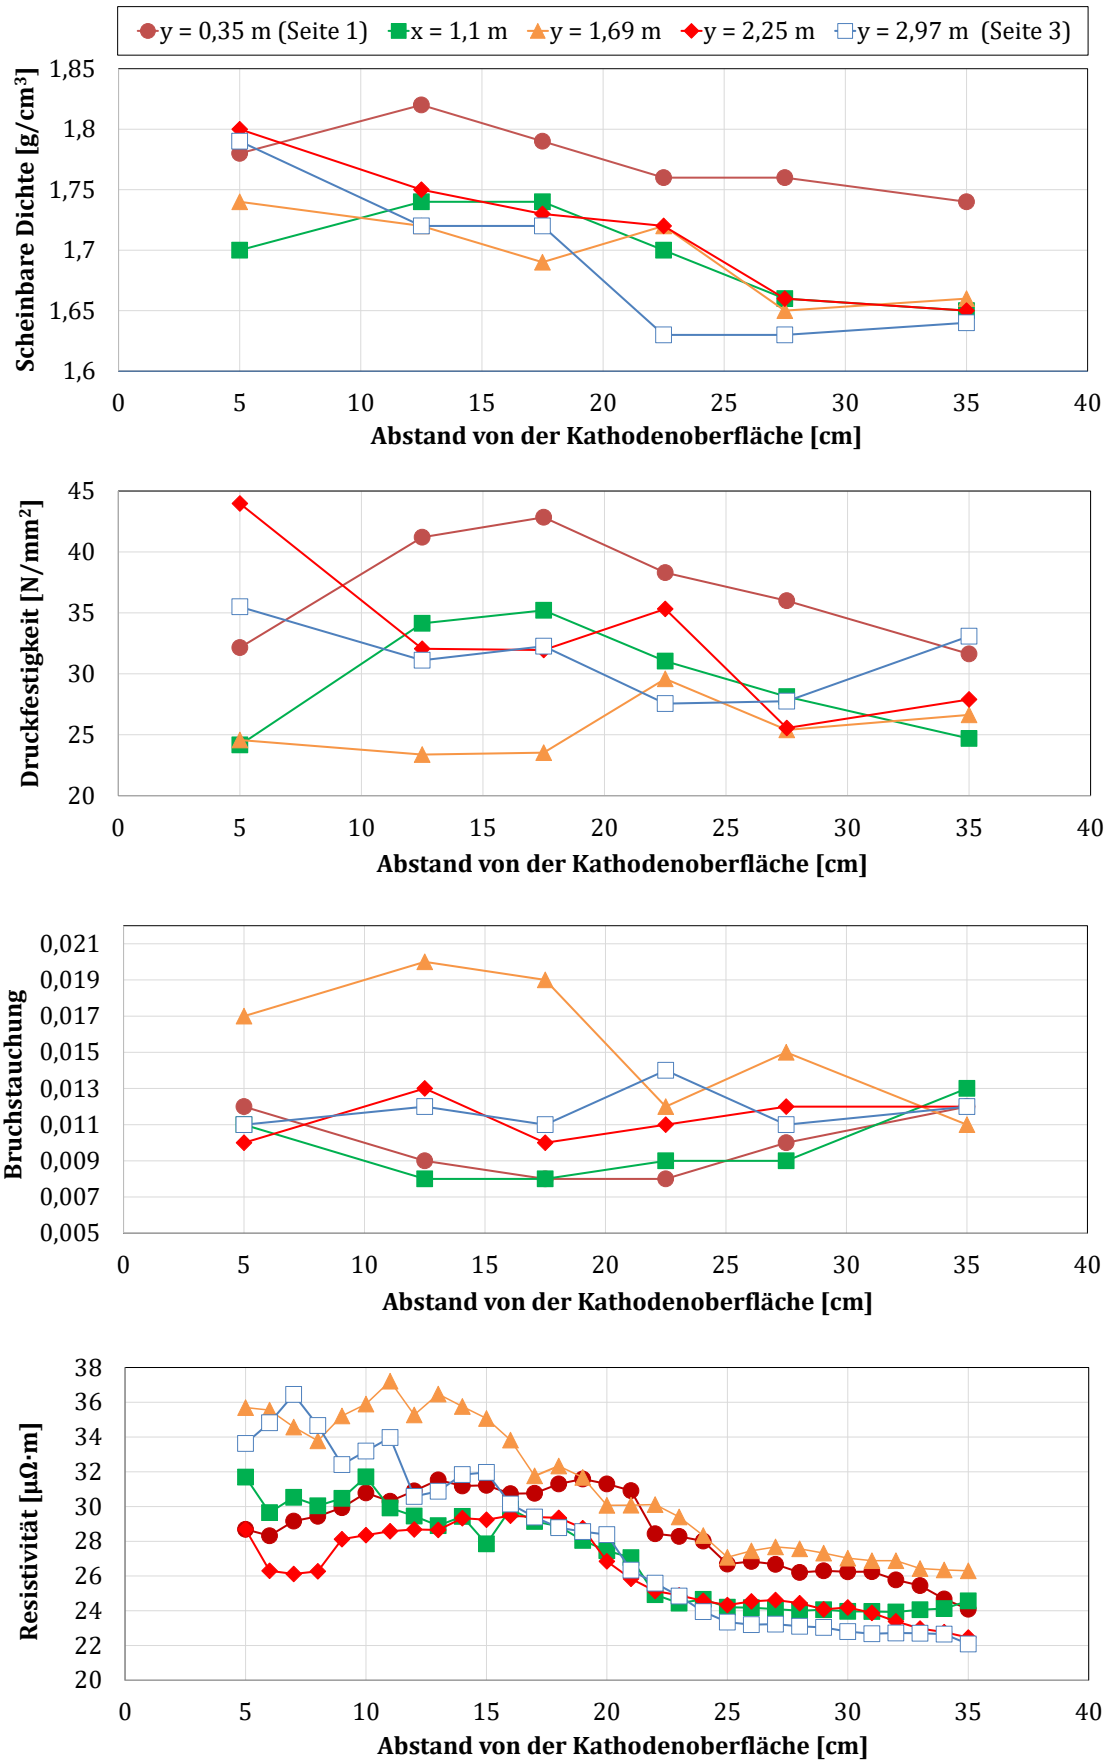 y = 0,35 m (Seite 1) x = 1,1 m y = 1,69 m y = 2,25 m y = 2,97 m (Seite 3)
Scheinbare Dichte [g/cm³]
1,85
1,8
1,75
1,7
1,65
1,6
0 5 10 15 20 25 30 35 40
Abstand von der Kathodenoberfläche [cm]
Druckfestigkeit [N/mm²]
45
40
35
30
25
20
0 5 10 15 20 25 30 35 40
Abstand von der Kathodenoberfläche [cm]
Bruchstauchung
0,021
0,019
0,017
0,015
0,013
0,011
0,009
0,007
0,005
0 5 10 15 20 25 30 35 40
Abstand von der Kathodenoberfläche [cm]
Resistivität [μΩ·m]
38
36
34
32
30
28
26
24
22
20
0 5 10 15 20 25 30 35 40
Abstand von der Kathodenoberfläche [cm]